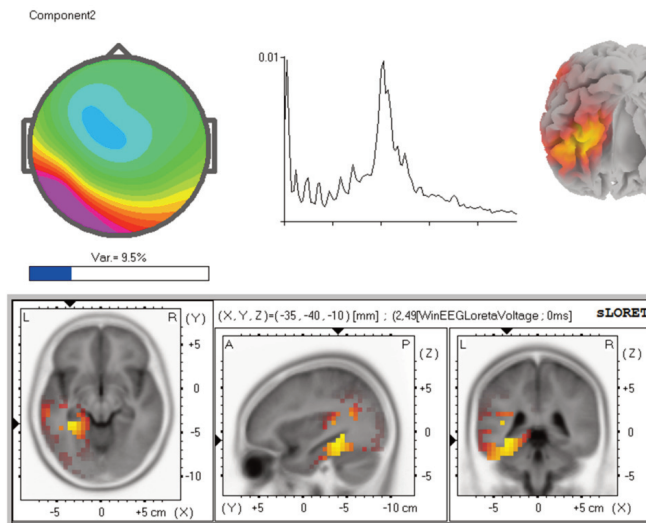 Component2
0.01
Var.= 9.5%
(X, Y, Z)=(-35, -40, -10) [mm] ; (2,49[WinEEGLoretaVoltage ; 0ms] sLORET
L R (Y)
+5
0
-5
-10
-5 0 +5 cm (X)
A P (Z)
+5
0
-5
(Y) +5 0 -5 -10 cm
L R (Z)
+5
0
-5
-5 0 +5 cm (X)